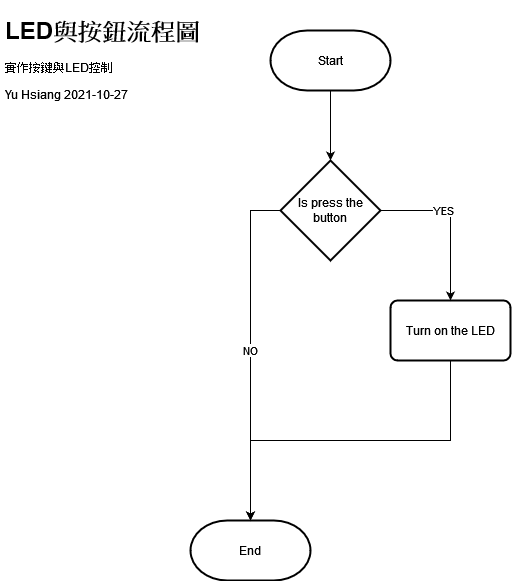 LED與按鈕流程圖
實作按鍵與LED控制
Yu Hsiang 2021-10-27
Start
Is press the
button
YES
Turn on the LED
NO
End